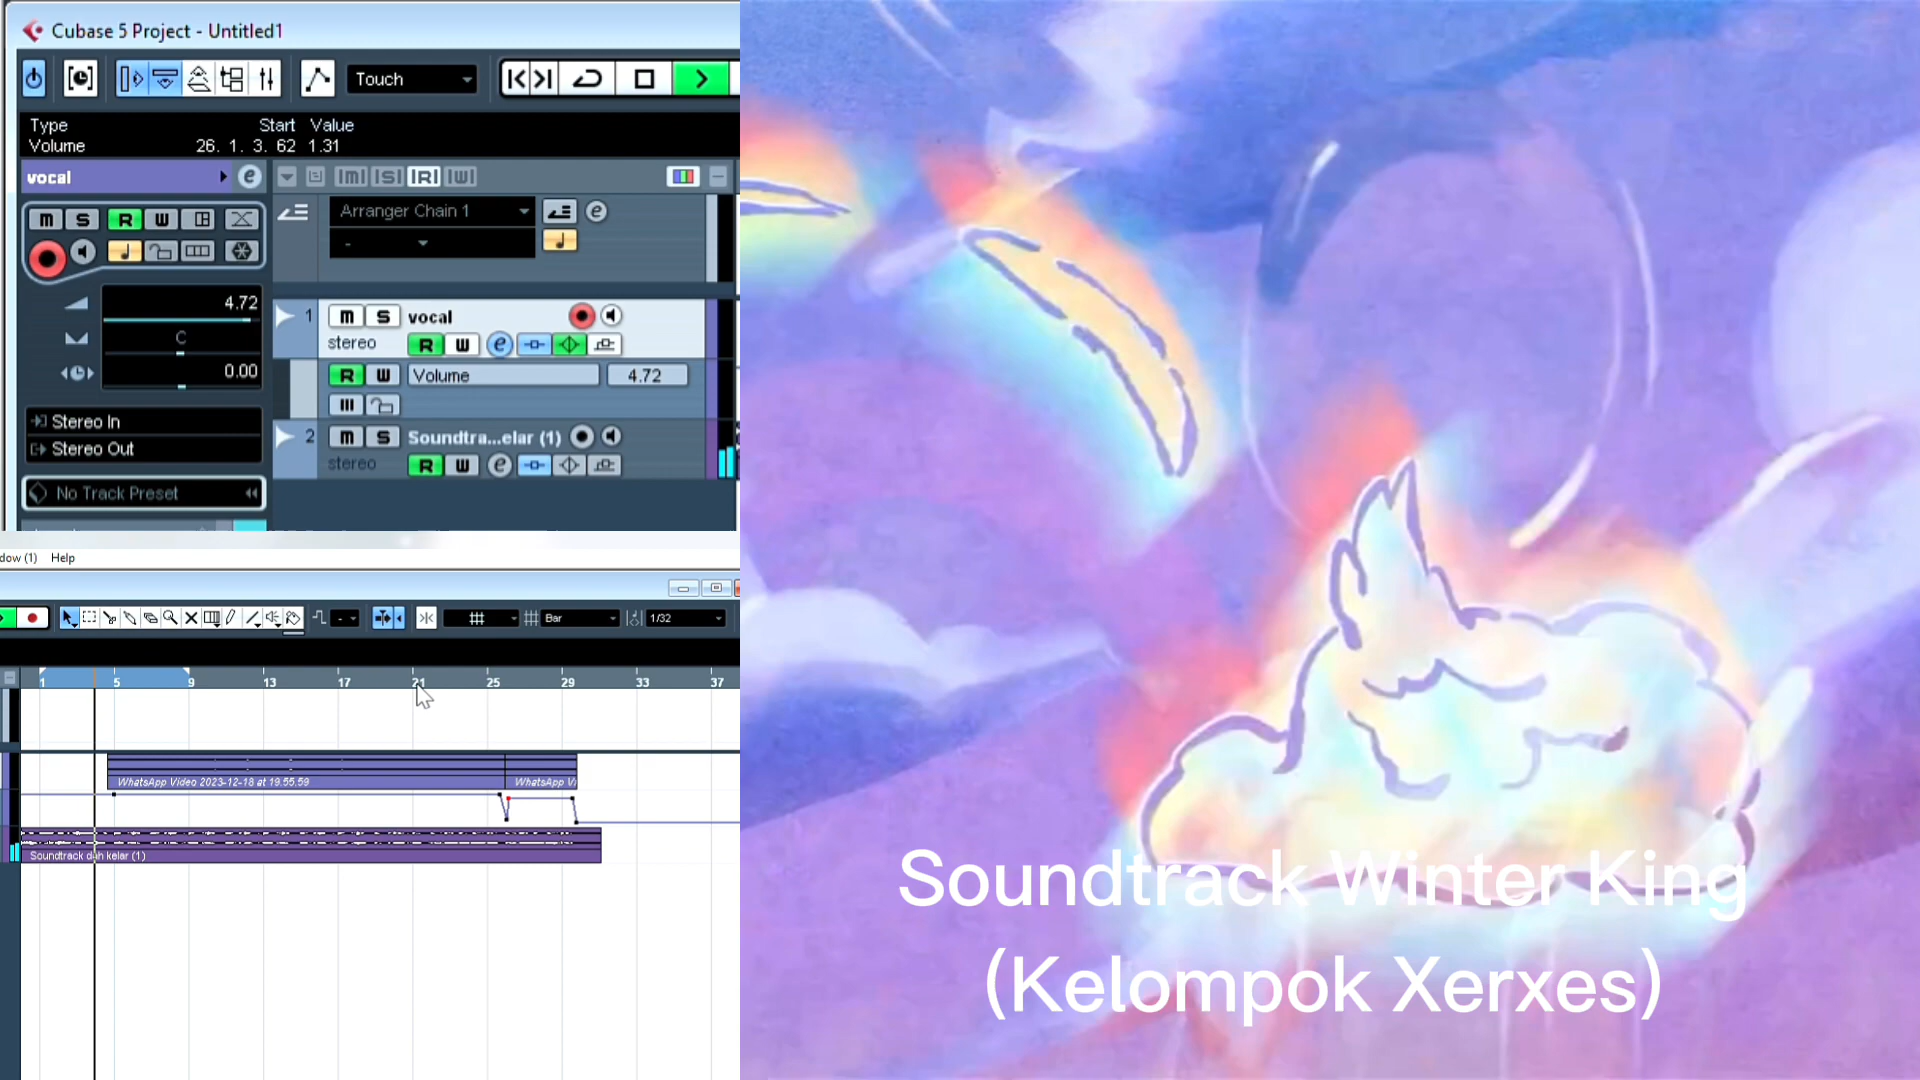 Cubase 5 Project - Untitled1
Touch
Type Start Value
Volume 26. 1. 3. 62 1.31
vocal
m S R W
4.72
C
0.00
Stereo In
Stereo Out
No Track Preset
Arranger Chain 1
-
1 m S vocal
stereo R W
R W Volume 4.72
2 m S Soundtra...elar (1)
stereo R W
dow (1) Help
- Bar 1/32
1 5 9 13 17 21 25 29 33 37
WhatsApp Video 2023-12-18 at 19.55.59 WhatsApp Vi
Soundtrack dah kelar (1)
Soundtrack Winter King
(Kelompok Xerxes)